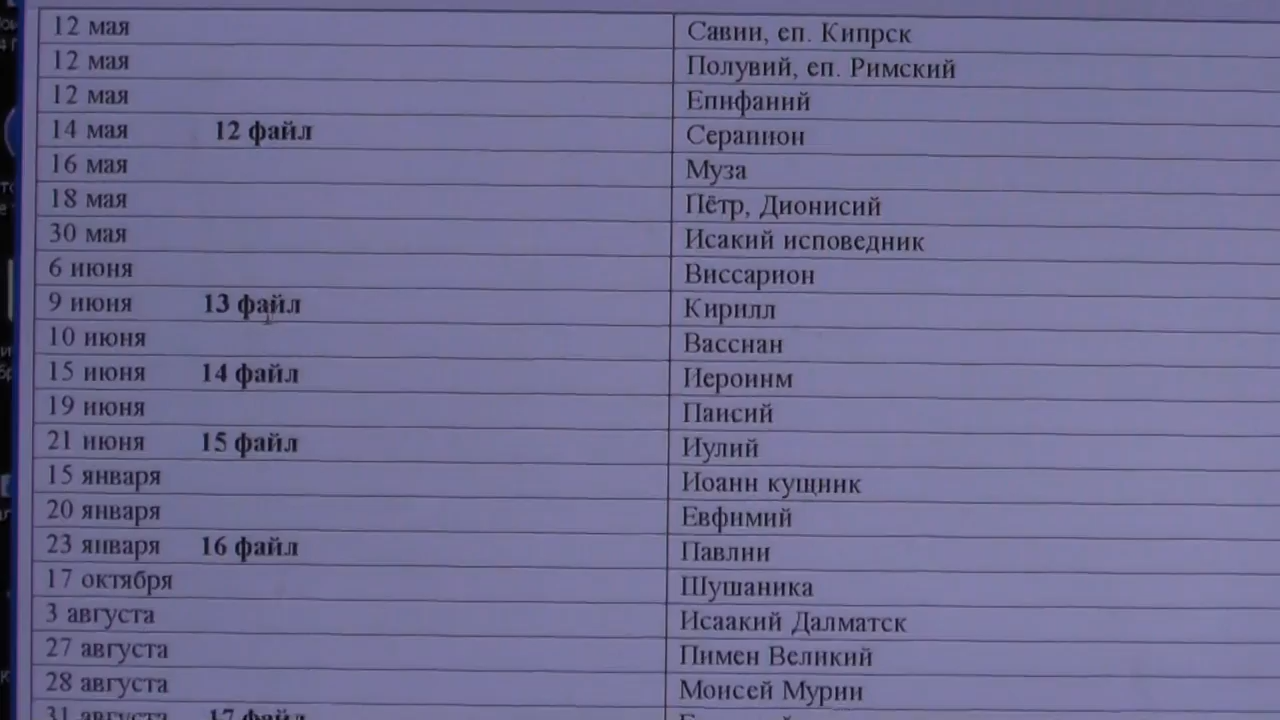 12 мая Савин, еп. Кипрск
12 мая Полувий, еп. Римский
12 мая Епифаний
14 мая 12 файл Серапион
16 мая Муза
18 мая Пётр, Дионисий
30 мая Исакий исповедник
6 июня Виссарион
9 июня 13 файл Кирилл
10 июня Вассиан
15 июня 14 файл Иероним
19 июня Паисий
21 июня 15 файл Иулий
15 января Иоанн кущник
20 января Евфимий
23 января 16 файл Павлин
17 октября Шушаника
3 августа Исаакий Далматск
27 августа Пимен Великий
28 августа Моисей Мурин
31 августа 17 файл